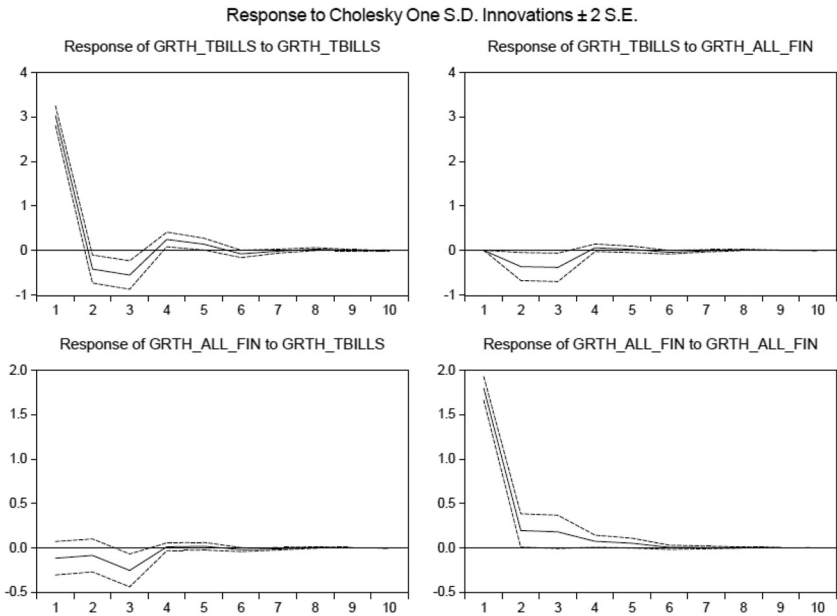 Response to Cholesky One S.D. Innovations ± 2 S.E.
Response of GRTH_TBILLS to GRTH_TBILLS
4
3
2
1
0
-1
1 2 3 4 5 6 7 8 9 10
Response of GRTH_TBILLS to GRTH_ALL_FIN
4
3
2
1
0
-1
1 2 3 4 5 6 7 8 9 10
Response of GRTH_ALL_FIN to GRTH_TBILLS
2.0
1.5
1.0
0.5
0.0
-0.5
1 2 3 4 5 6 7 8 9 10
Response of GRTH_ALL_FIN to GRTH_ALL_FIN
2.0
1.5
1.0
0.5
0.0
-0.5
1 2 3 4 5 6 7 8 9 10